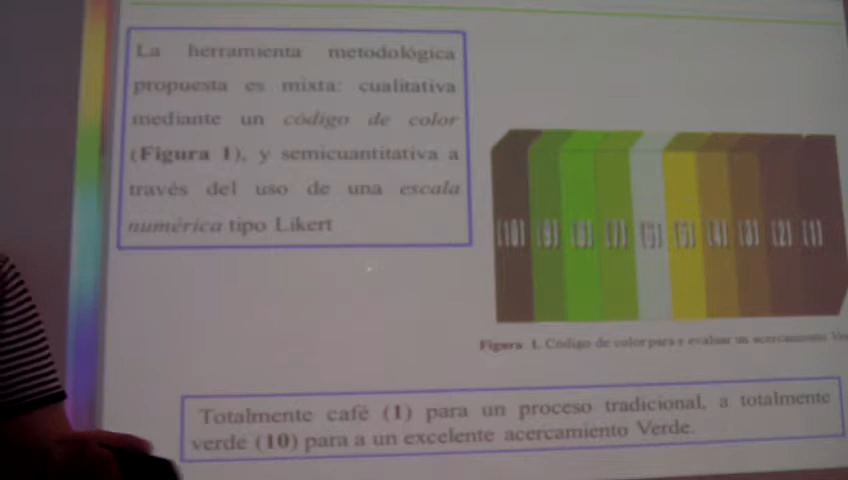 La herramienta metodológica
propuesta es mixta: cualitativa
mediante un código de color
(Figura 1), y semicuantitativa a
través del uso de una escala
numérica tipo Likert
(10) (9) (8) (7) (5) (4) (3) (2) (1)
Figura 1. Código de color para e evaluar un acercamiento
Totalmente café (1) para un proceso tradicional, a totalmente
verde (10) para a un excelente acercamiento Verde.